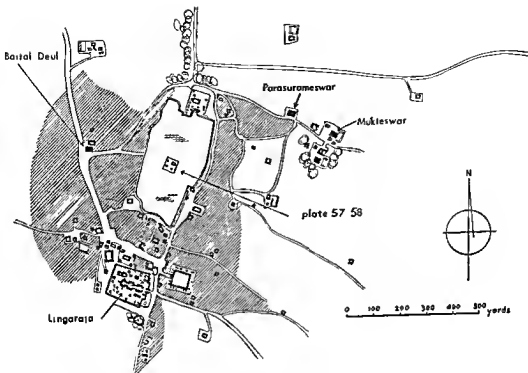 Baital Deul
Parasurameswar
Mukteswar
plate 57 58
N
Lingaraja
0 100 200 300 400 500 yards